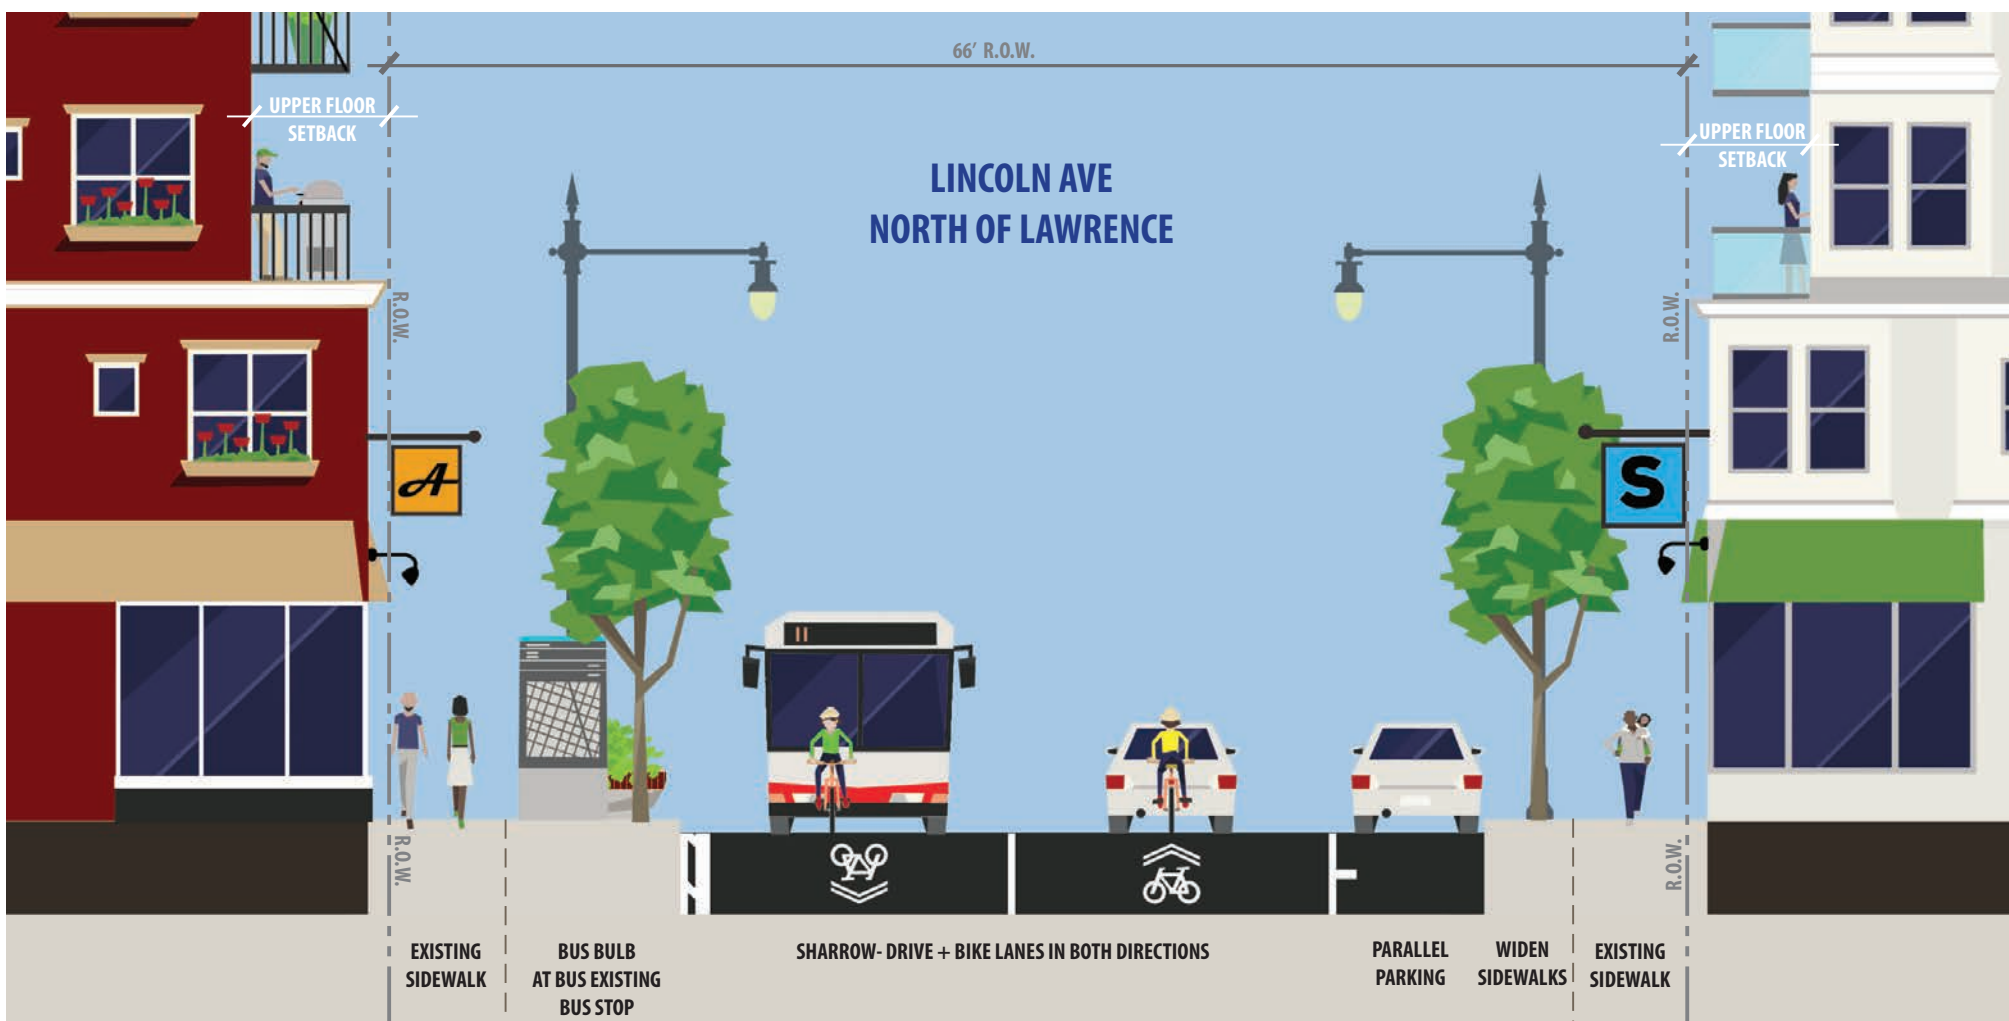 66' R.O.W.
UPPER FLOOR
SETBACK
UPPER FLOOR
SETBACK
LINCOLN AVE
NORTH OF LAWRENCE
R.O.W.
R.O.W.
A
S
11
R.O.W.
R.O.W.
EXISTING
SIDEWALK
BUS BULB
AT BUS EXISTING
BUS STOP
SHARROW- DRIVE + BIKE LANES IN BOTH DIRECTIONS
PARALLEL
PARKING
WIDEN
SIDEWALKS
EXISTING
SIDEWALK